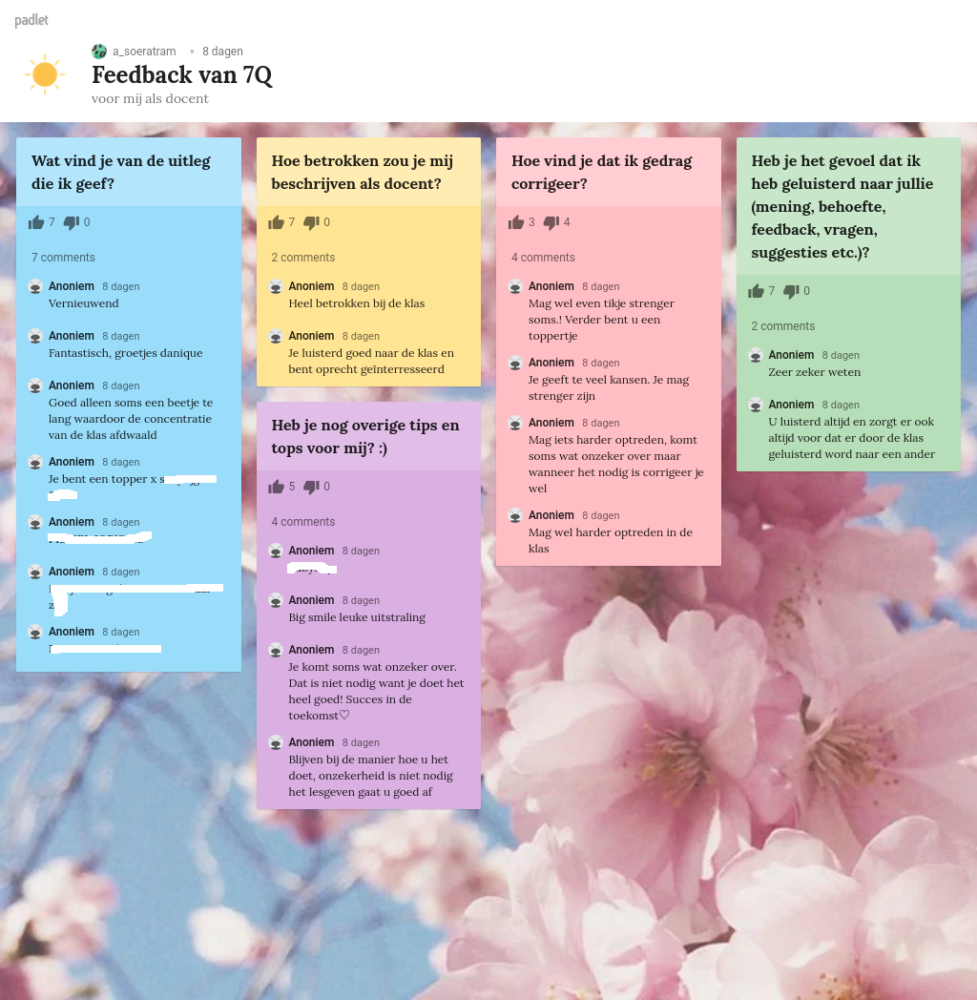 padlet
a_soeratram • 8 dagen
Feedback van 7Q
voor mij als docent
Wat vind je van de uitleg
die ik geef?
7 0
7 comments
Anoniem 8 dagen
Vernieuwend
Anoniem 8 dagen
Fantastisch, groetjes danique
Anoniem 8 dagen
Goed alleen soms een beetje te
lang waardoor de concentratie
van de klas afdwaald
Anoniem 8 dagen
Je bent een topper x
Anoniem 8 dagen
Anoniem 8 dagen
Anoniem 8 dagen
Hoe betrokken zou je mij
beschrijven als docent?
7 0
2 comments
Anoniem 8 dagen
Heel betrokken bij de klas
Anoniem 8 dagen
Je luisterd goed naar de klas en
bent oprecht geïnterresseerd
Heb je nog overige tips en
tops voor mij? :)
5 0
4 comments
Anoniem 8 dagen
Anoniem 8 dagen
Big smile leuke uitstraling
Anoniem 8 dagen
Je komt soms wat onzeker over.
Dat is niet nodig want je doet het
heel goed! Succes in de
toekomst♡
Anoniem 8 dagen
Blijven bij de manier hoe u het
doet, onzekerheid is niet nodig
het lesgeven gaat u goed af
Hoe vind je dat ik gedrag
corrigeer?
3 4
4 comments
Anoniem 8 dagen
Mag wel even tikje strenger
soms.! Verder bent u een
toppertje
Anoniem 8 dagen
Je geeft te veel kansen. Je mag
strenger zijn
Anoniem 8 dagen
Mag iets harder optreden, komt
soms wat onzeker over maar
wanneer het nodig is corrigeer je
wel
Anoniem 8 dagen
Mag wel harder optreden in de
klas
Heb je het gevoel dat ik
heb geluisterd naar jullie
(mening, behoefte,
feedback, vragen,
suggesties etc.)?
7 0
2 comments
Anoniem 8 dagen
Zeer zeker weten
Anoniem 8 dagen
U luisterd altijd en zorgt er ook
altijd voor dat er door de klas
geluisterd word naar een ander